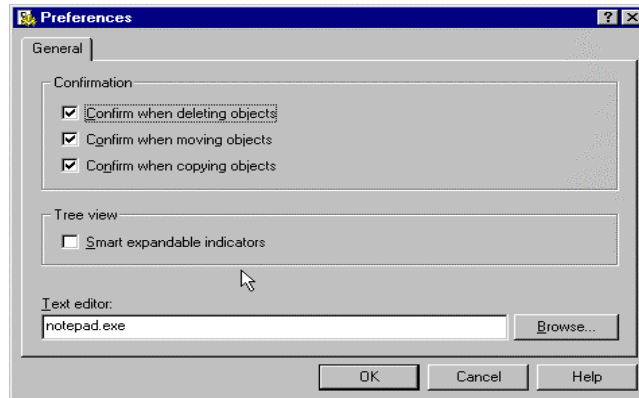 Preferences
General
Confirmation
Confirm when deleting objects
Confirm when moving objects
Confirm when copying objects
Tree view
Smart expandable indicators
Text editor:
notepad.exe
Browse...
OK Cancel Help